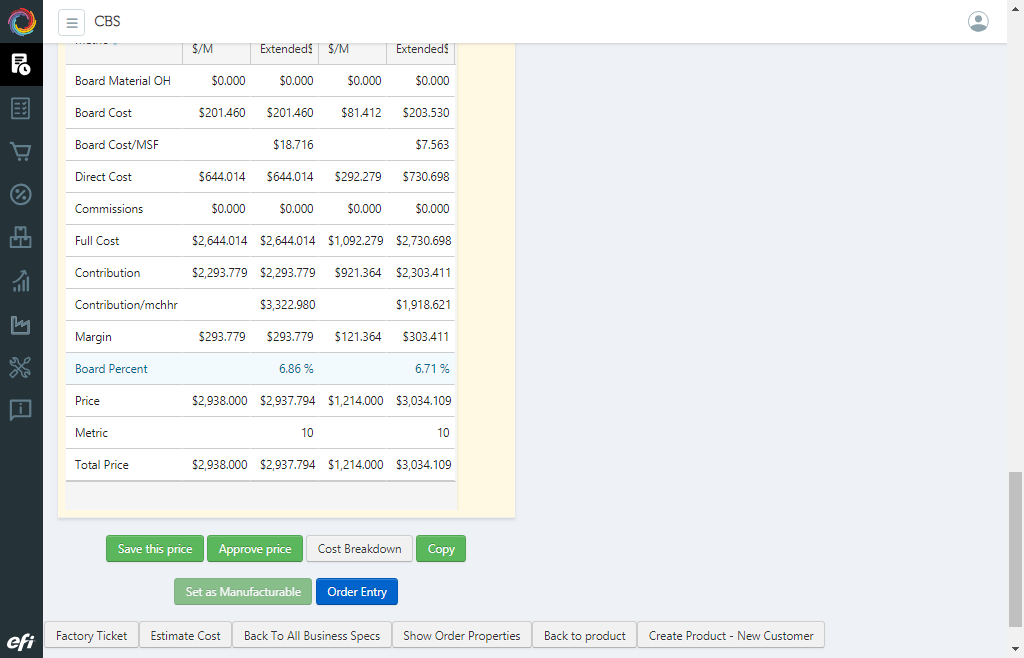 CBS
$/M Extended$ $/M Extended$
Board Material OH $0.000 $0.000 $0.000 $0.000
Board Cost $201.460 $201.460 $81.412 $203.530
Board Cost/MSF $18.716 $7.563
Direct Cost $644.014 $644.014 $292.279 $730.698
Commissions $0.000 $0.000 $0.000 $0.000
Full Cost $2,644.014 $2,644.014 $1,092.279 $2,730.698
Contribution $2,293.779 $2,293.779 $921.364 $2,303.411
Contribution/mchhr $3,322.980 $1,918.621
Margin $293.779 $293.779 $121.364 $303.411
Board Percent 6.86 % 6.71 %
Price $2,938.000 $2,937.794 $1,214.000 $3,034.109
Metric 10 10
Total Price $2,938.000 $2,937.794 $1,214.000 $3,034.109
Save this price Approve price Cost Breakdown Copy
Set as Manufacturable Order Entry
Factory Ticket Estimate Cost Back To All Business Specs Show Order Properties Back to product Create Product - New Customer
efi